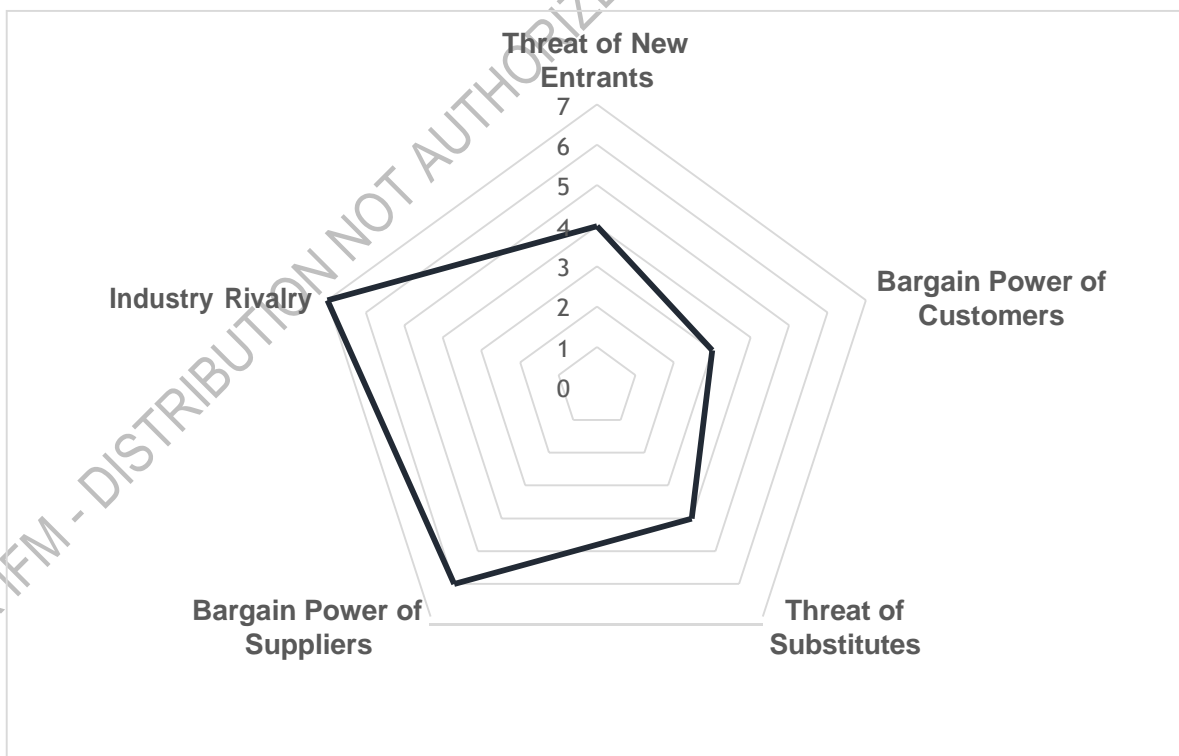 Threat of New
Entrants
7
6
5
4
3
2
1
0
Industry Rivalry
Bargain Power of
Customers
Bargain Power of
Suppliers
Threat of
Substitutes
IFM - DISTRIBUTION NOT AUTHORIZE